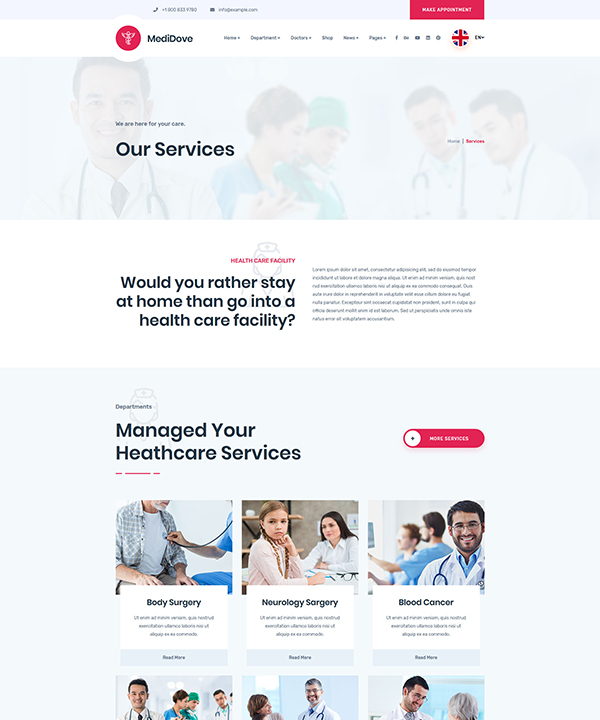 +1 800 833 9780 info@example.com MAKE APPOINTMENT
MediDove Home Department Doctors Shop News Pages EN
We are here for your care.
Our Services
Home | Services
HEALTH CARE FACILITY
Would you rather stay
at home than go into a
health care facility?
Lorem ipsum dolor sit amet, consectetur adipisicing elit, sed do eiusmod tempor
incididunt ut labore et dolore magna aliqua. Ut enim ad minim veniam, quis nostrud
exercitation ullamco laboris nisi ut aliquip ex ea commodo consequat. Duis
aute irure dolor in reprehenderit in voluptate velit esse cillum dolore eu fugiat
nulla pariatur. Excepteur sint occaecat cupidatat non proident, sunt in culpa qui
officia deserunt mollit anim id est laborum. Sed ut perspiciatis unde omnis iste
natus error sit voluptatem accusantium.
Departments
Managed Your
Heathcare Services
+ MORE SERVICES
Body Surgery
Ut enim ad minim veniam, quis nostrud
exercitation ullamco laboris nisi ut
aliquip ex ea commodo.
Read More
Neurology Sargery
Ut enim ad minim veniam, quis nostrud
exercitation ullamco laboris nisi ut
aliquip ex ea commodo.
Read More
Blood Cancer
Ut enim ad minim veniam, quis nostrud
exercitation ullamco laboris nisi ut
aliquip ex ea commodo.
Read More